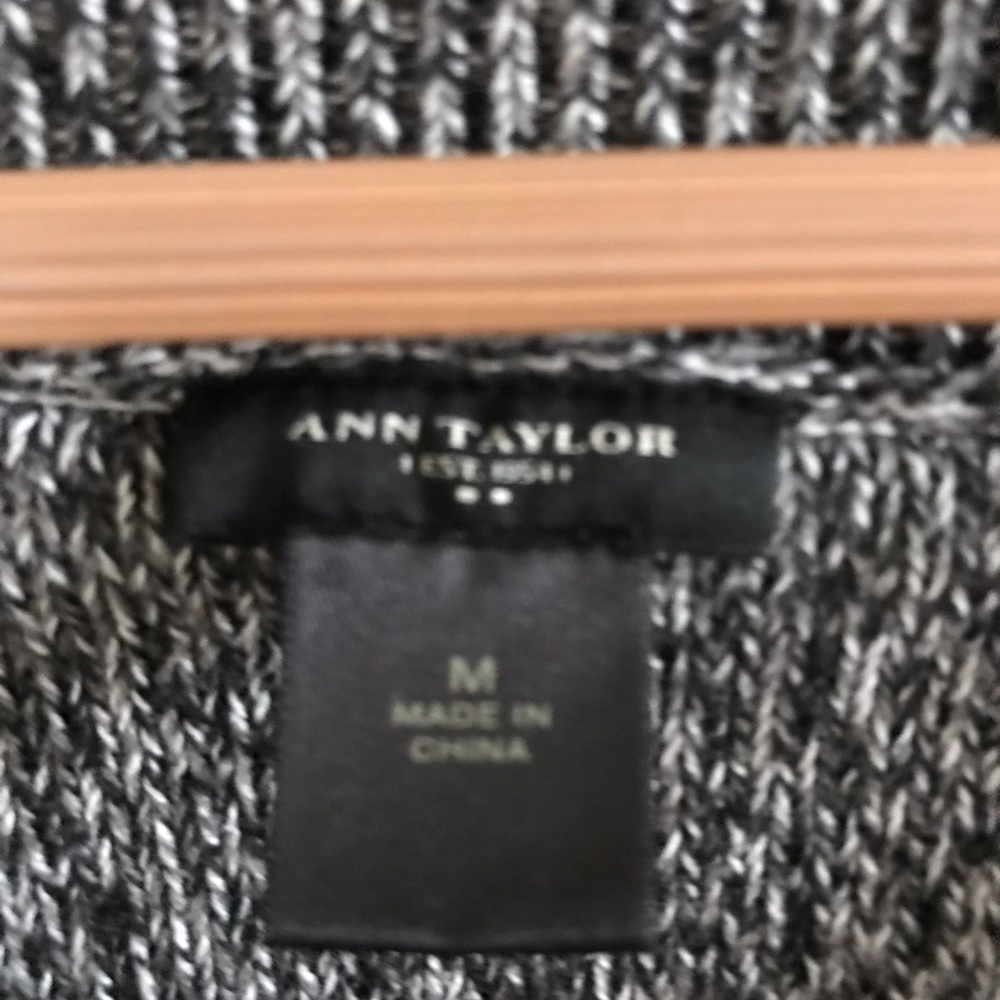 ANN TAYLOR
EST. 1954
M
MADE IN
CHINA